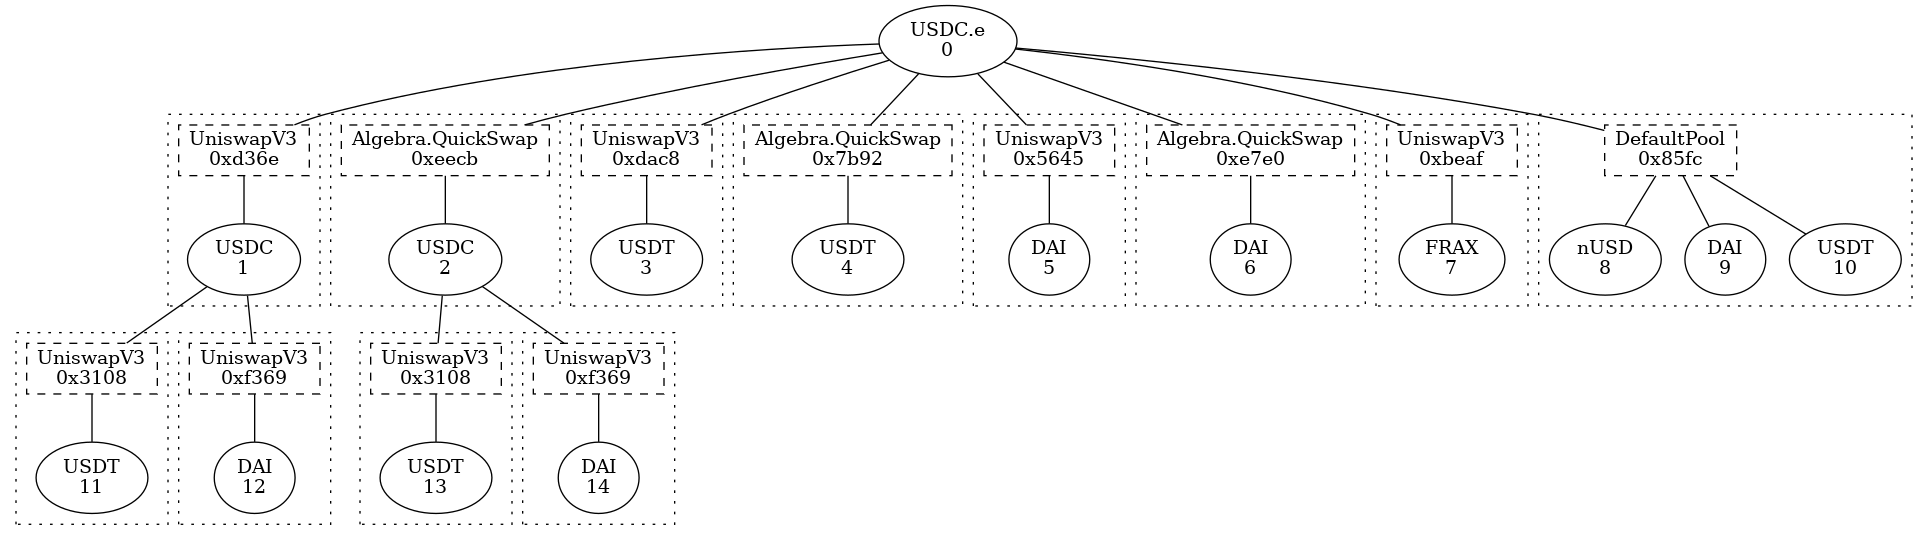 USDC.e
0
UniswapV3
0xd36e
Algebra.QuickSwap
0xeecb
UniswapV3
0xdac8
Algebra.QuickSwap
0x7b92
UniswapV3
0x5645
Algebra.QuickSwap
0xe7e0
UniswapV3
0xbeaf
DefaultPool
0x85fc
USDC
1
USDC
2
USDT
3
USDT
4
DAI
5
DAI
6
FRAX
7
nUSD
8
DAI
9
USDT
10
UniswapV3
0x3108
UniswapV3
0xf369
UniswapV3
0x3108
UniswapV3
0xf369
USDT
11
DAI
12
USDT
13
DAI
14